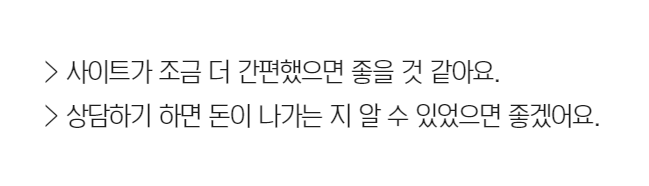 > 사이트가 조금 더 간편했으면 좋을 것 같아요.
> 상담하기 하면 돈이 나가는 지 알 수 있었으면 좋겠어요.